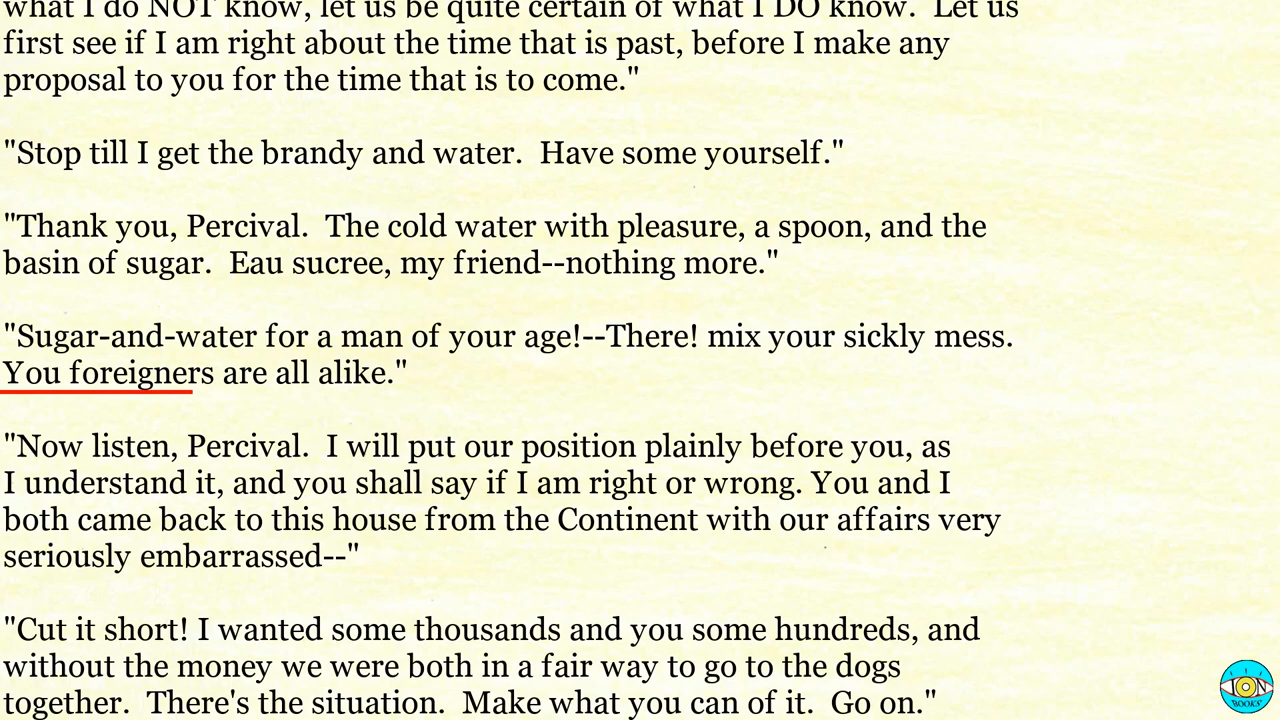 what I do NOT know, let us be quite certain of what I DO know.  Let us
first see if I am right about the time that is past, before I make any
proposal to you for the time that is to come."
"Stop till I get the brandy and water.  Have some yourself."
"Thank you, Percival.  The cold water with pleasure, a spoon, and the
basin of sugar.  Eau sucree, my friend--nothing more."
"Sugar-and-water for a man of your age!--There! mix your sickly mess.
You foreigners are all alike."
"Now listen, Percival.  I will put our position plainly before you, as
I understand it, and you shall say if I am right or wrong. You and I
both came back to this house from the Continent with our affairs very
seriously embarrassed--"
"Cut it short! I wanted some thousands and you some hundreds, and
without the money we were both in a fair way to go to the dogs
together.  There's the situation.  Make what you can of it.  Go on."
ION
BOOKS